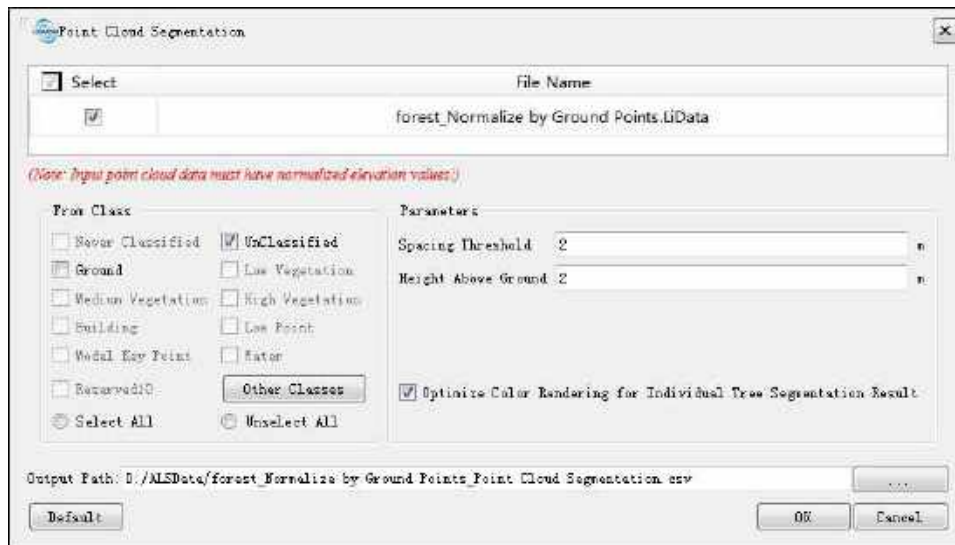 Point Cloud Segmentation
Select File Name
forest_Normalize by Ground Points.LiData
(Note: Input point cloud data must have normalized elevation values.)
From Class
Never Classified UnClassified
Ground Low Vegetation
Medium Vegetation High Vegetation
Building Low Point
Model Key Point Water
Reserved10 Other Classes
Select All Unselect All
Parameters
Spacing Threshold 2 m
Height Above Ground 2 m
Optimize Color Rendering for Individual Tree Segmentation Result
Output Path: D:/ALSData/forest_Normalize by Ground Points_Point Cloud Segmentation.csv ...
Default OK Cancel